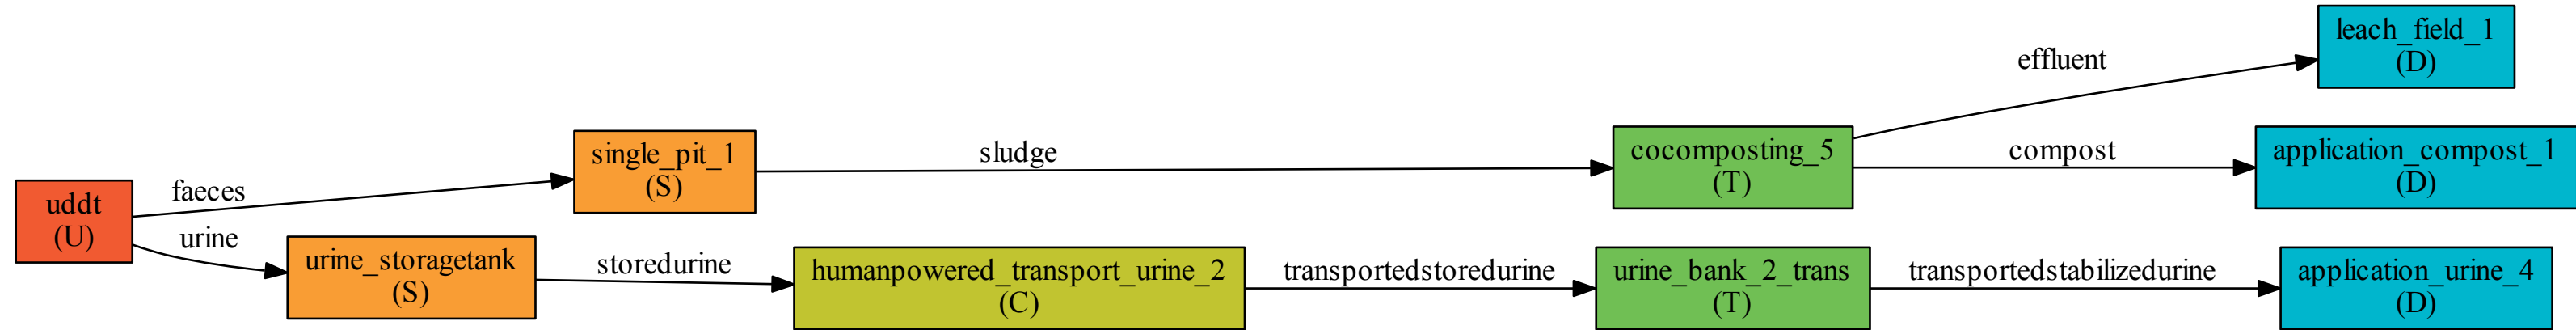 leach_field_1
(D)
effluent
single_pit_1
(S)
sludge
cocomposting_5
(T)
compost
application_compost_1
(D)
uddt
(U)
faeces
urine
urine_storagetank
(S)
storedurine
humanpowered_transport_urine_2
(C)
transportedstoredurine
urine_bank_2_trans
(T)
transportedstabilizedurine
application_urine_4
(D)